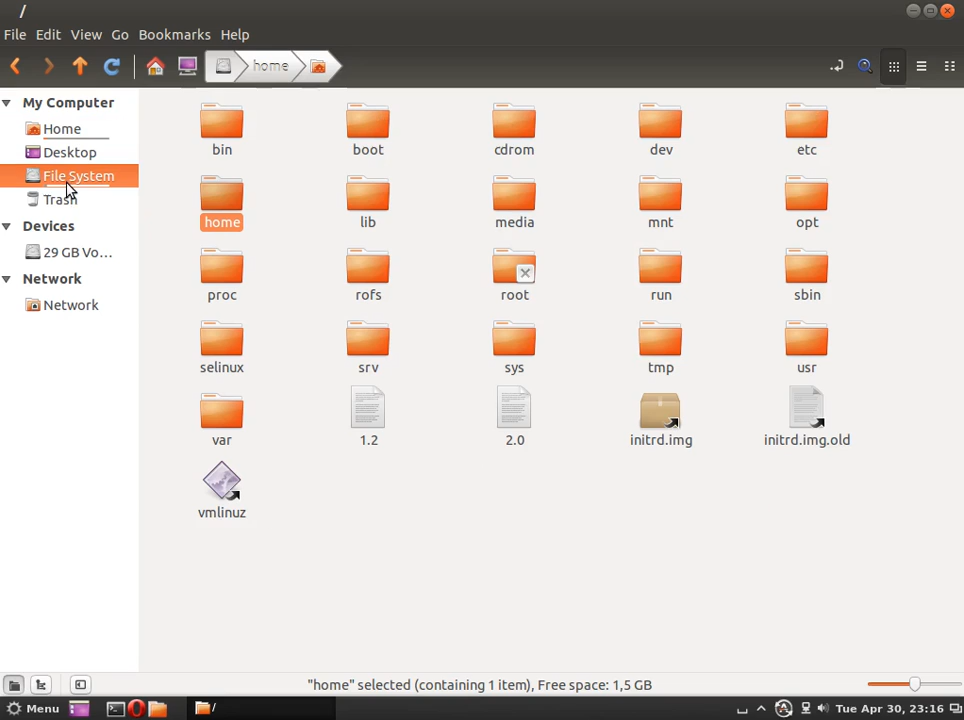 /
File Edit View Go Bookmarks Help
home
My Computer
Home
Desktop
File System
Trash
Devices
29 GB Vo...
Network
Network
bin boot cdrom dev etc
home lib media mnt opt
proc rofs root run sbin
selinux srv sys tmp usr
var 1.2 2.0 initrd.img initrd.img.old
vmlinuz
"home" selected (containing 1 item), Free space: 1,5 GB
Menu / Tue Apr 30, 23:16